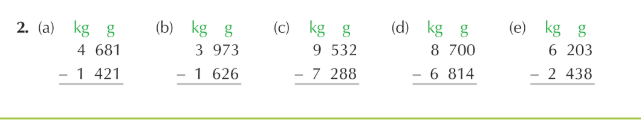 2. (a) kg g (b) kg g (c) kg g (d) kg g (e) kg g
4 681 3 973 9 532 8 700 6 203
– 1 421 – 1 626 – 7 288 – 6 814 – 2 438